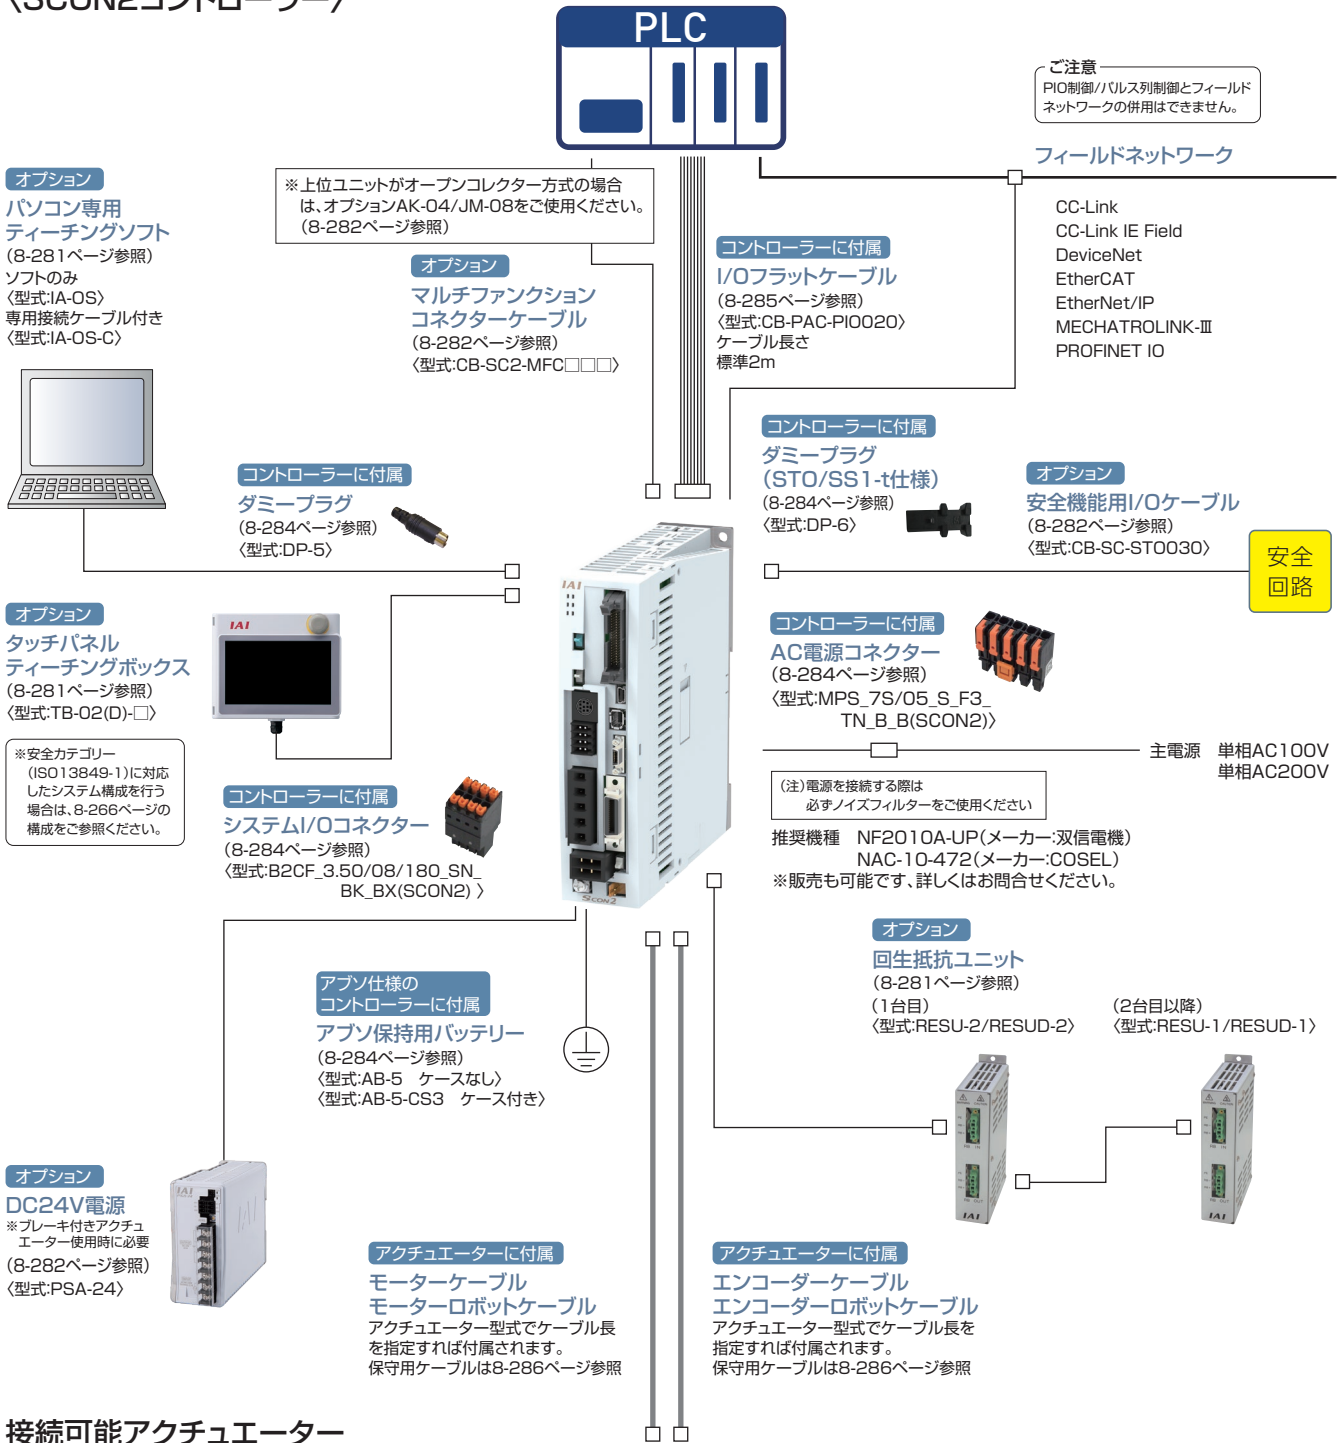 〈SCON2コントローラー〉
PLC
ご注意
PIO制御/パルス列制御とフィールド
ネットワークの併用はできません。
フィールドネットワーク
CC-Link
CC-Link IE Field
DeviceNet
EtherCAT
EtherNet/IP
MECHATROLINK-Ⅲ
PROFINET IO
オプション
パソコン専用
ティーチングソフト
(8-281ページ参照)
ソフトのみ
〈型式:IA-OS〉
専用接続ケーブル付き
〈型式:IA-OS-C〉
※上位ユニットがオープンコレクター方式の場合
は、オプションAK-04/JM-08をご使用ください。
(8-282ページ参照)
オプション
マルチファンクション
コネクターケーブル
(8-282ページ参照)
〈型式:CB-SC2-MFC□□□〉
コントローラーに付属
I/Oフラットケーブル
(8-285ページ参照)
〈型式:CB-PAC-PIO020〉
ケーブル長さ
標準2m
コントローラーに付属
ダミープラグ
(8-284ページ参照)
〈型式:DP-5〉
コントローラーに付属
ダミープラグ
(STO/SS1-t仕様)
(8-284ページ参照)
〈型式:DP-6〉
オプション
安全機能用I/Oケーブル
(8-282ページ参照)
〈型式:CB-SC-STO030〉
安全
回路
オプション
タッチパネル
ティーチングボックス
(8-281ページ参照)
〈型式:TB-02(D)-□〉
IAI
※安全カテゴリー
(ISO13849-1)に対応
したシステム構成を行う
場合は、8-266ページの
構成をご参照ください。
IAI
SCON2
コントローラーに付属
AC電源コネクター
(8-284ページ参照)
〈型式:MPS_7S/05_S_F3_
TN_B_B(SCON2)〉
主電源 単相AC100V
単相AC200V
(注)電源を接続する際は
必ずノイズフィルターをご使用ください
推奨機種 NF2010A-UP(メーカー:双信電機)
NAC-10-472(メーカー:COSEL)
※販売も可能です、詳しくはお問合せください。
コントローラーに付属
システムI/Oコネクター
(8-284ページ参照)
〈型式:B2CF_3.50/08/180_SN_
BK_BX(SCON2) 〉
アブソ仕様の
コントローラーに付属
アブソ保持用バッテリー
(8-284ページ参照)
〈型式:AB-5 ケースなし〉
〈型式:AB-5-CS3 ケース付き〉
オプション
回生抵抗ユニット
(8-281ページ参照)
(1台目)
〈型式:RESU-2/RESUD-2〉
(2台目以降)
〈型式:RESU-1/RESUD-1〉
RB IN
RB OUT
IAI
RB IN
RB OUT
IAI
オプション
DC24V電源
※ブレーキ付きアクチュ
エーター使用時に必要
(8-282ページ参照)
〈型式:PSA-24〉
IAI
アクチュエーターに付属
モーターケーブル
モーターロボットケーブル
アクチュエーター型式でケーブル長
を指定すれば付属されます。
保守用ケーブルは8-286ページ参照
アクチュエーターに付属
エンコーダーケーブル
エンコーダーロボットケーブル
アクチュエーター型式でケーブル長を
指定すれば付属されます。
保守用ケーブルは8-286ページ参照
接続可能アクチュエーター